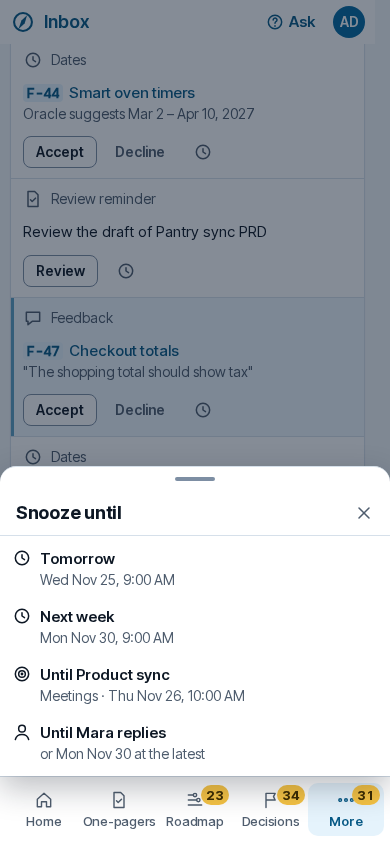 Inbox
Ask
AD
Dates
F-44 Smart oven timers
Oracle suggests Mar 2 – Apr 10, 2027
Accept Decline
Review reminder
Review the draft of Pantry sync PRD
Review
Feedback
F-47 Checkout totals
"The shopping total should show tax"
Accept Decline
Dates
Snooze until
Tomorrow
Wed Nov 25, 9:00 AM
Next week
Mon Nov 30, 9:00 AM
Until Product sync
Meetings · Thu Nov 26, 10:00 AM
Until Mara replies
or Mon Nov 30 at the latest
23 34 31
Home One-pagers Roadmap Decisions More